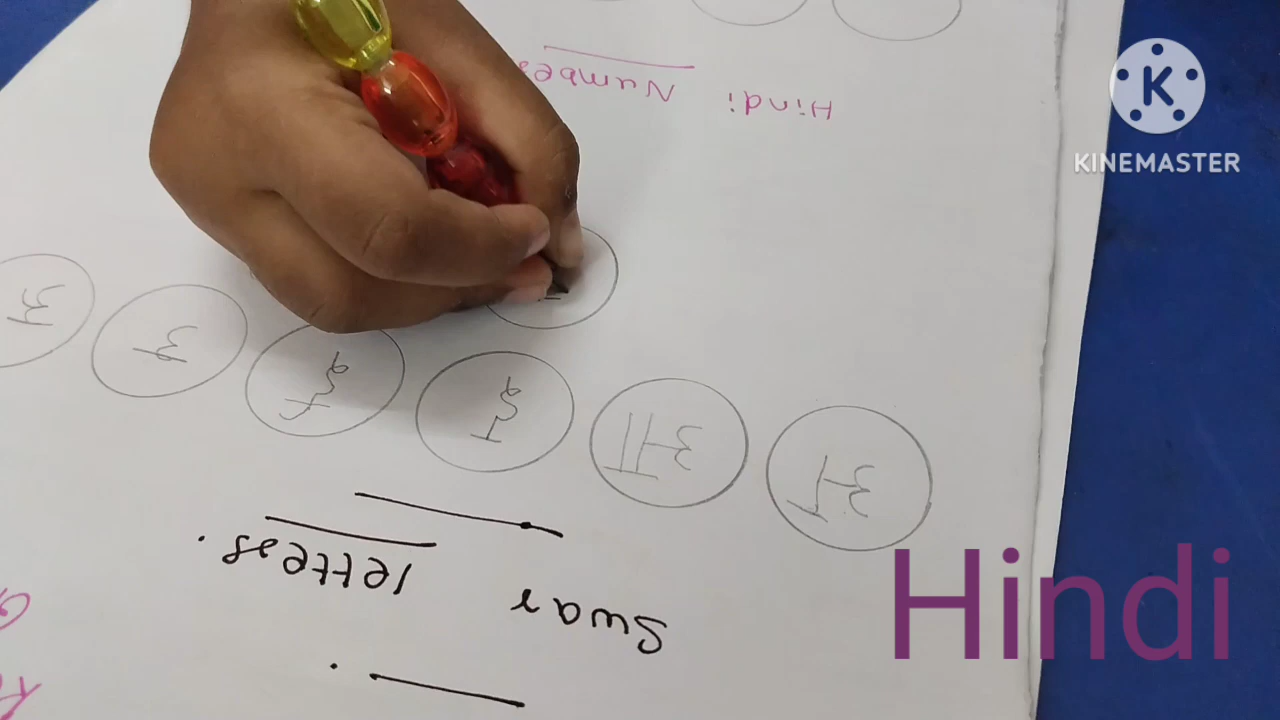 K
KINEMASTER
Hindi
Swar letters.
अ आ इ ई उ
Hindi Numbers